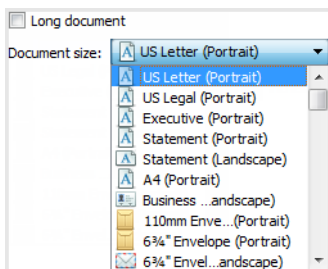 Long document
Document size: US Letter (Portrait)
US Letter (Portrait)
US Legal (Portrait)
Executive (Portrait)
Statement (Portrait)
Statement (Landscape)
A4 (Portrait)
Business ...andscape)
110mm Enve...(Portrait)
6¾" Envelope (Portrait)
6¾" Envel...andscape)